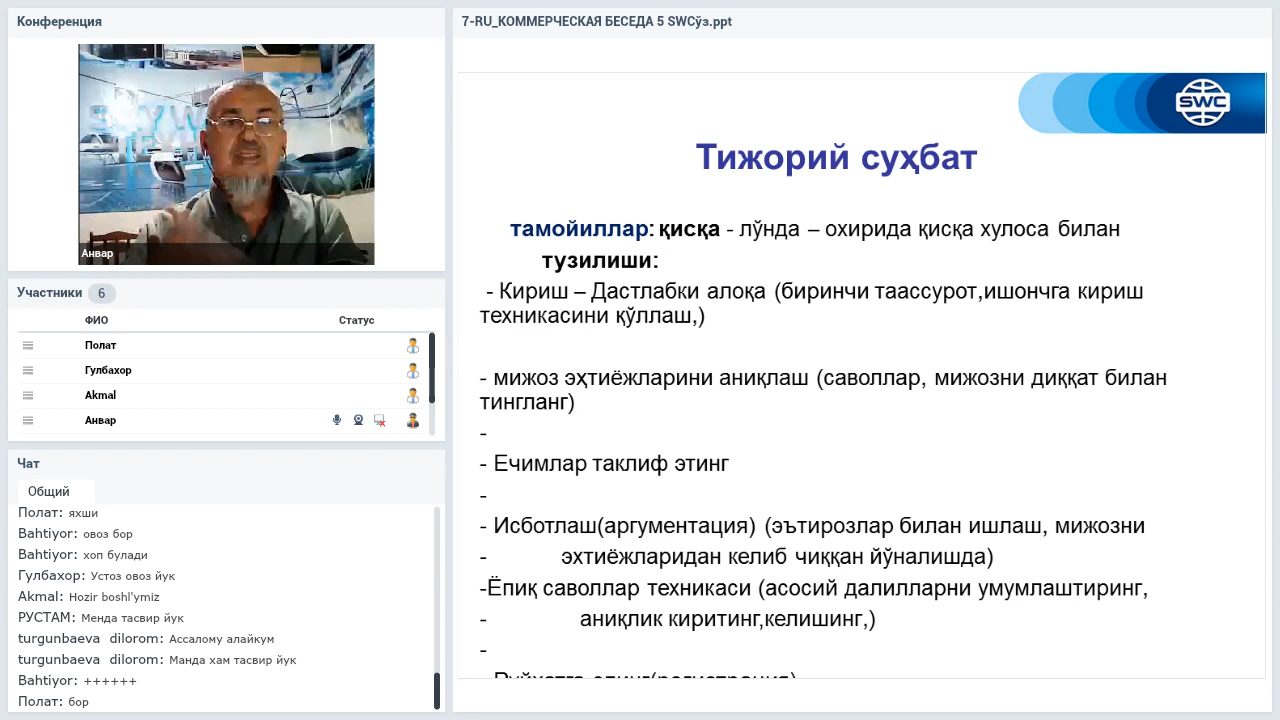 Конференция
Анвар
Участники 6
ФИО Статус
Полат
Гулбахор
Akmal
Анвар
Чат
Общий
Полат: яхши
Bahtiyor: овоз бор
Bahtiyor: хоп булади
Гулбахор: Устоз овоз йук
Akmal: Hozir boshl'ymiz
РУСТАМ: Менда тасвир йук
turgunbaeva dilorom: Ассалому алайкум
turgunbaeva dilorom: Манда хам тасвир йук
Bahtiyor: ++++++
Полат: бор
7-RU_КОММЕРЧЕСКАЯ БЕСЕДА 5 SWCўз.ppt
SWC
Тижорий суҳбат
тамойиллар: қисқа - лўнда – охирида қисқа хулоса билан
тузилиши:
- Кириш – Дастлабки алоқа (биринчи таассурот,ишончга кириш
техникасини қўллаш,)
- мижоз эҳтиёжларини аниқлаш (саволлар, мижозни диққат билан
тингланг)
-
- Ечимлар таклиф этинг
-
- Исботлаш(аргументация) (эътирозлар билан ишлаш, мижозни
- эхтиёжларидан келиб чиққан йўналишда)
-Ёпиқ саволлар техникаси (асосий далилларни умумлаштиринг,
- аниқлик киритинг,келишинг,)
-